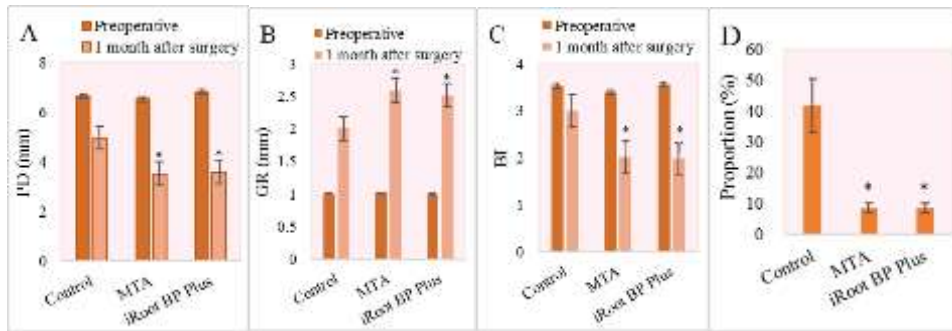 A
Preoperative
1 month after surgery
PD (mm)
8
6
4
2
0
*
*
Control
MTA
iRoot BP Plus
B
Preoperative
1 month after surgery
GR (mm)
3
2.5
2
1.5
1
0.5
0
*
*
Control
MTA
iRoot BP Plus
C
Preoperative
1 month after surgery
BI
4
3
2
1
0
*
*
Control
MTA
iRoot BP Plus
D
Proportion (%)
60
50
40
30
20
10
0
*
*
Control
MTA
iRoot BP Plus